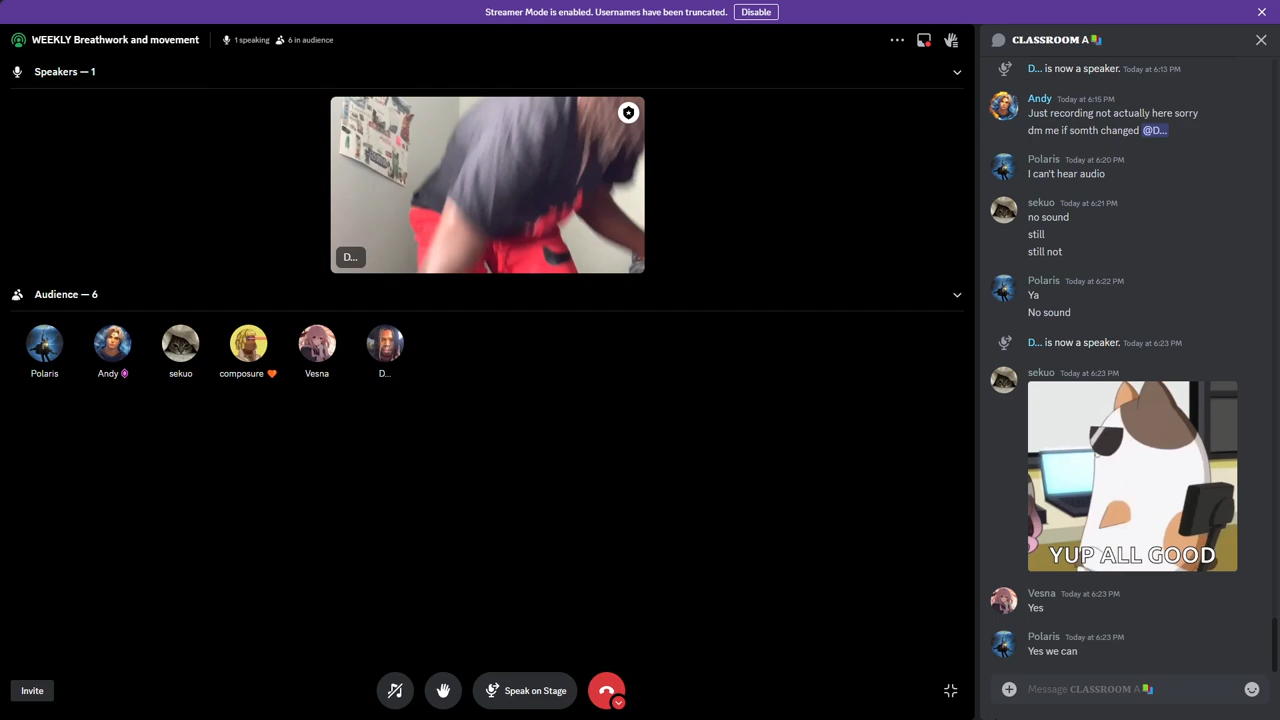 Streamer Mode is enabled. Usernames have been truncated. Disable
WEEKLY Breathwork and movement
1 speaking 6 in audience
Speakers — 1
D...
Audience — 6
Polaris
Andy
sekuo
composure 🧡
Vesna
D...
Invite
Speak on Stage
CLASSROOM A
D... is now a speaker. Today at 6:13 PM
Andy Today at 6:15 PM
Just recording not actually here sorry
dm me if somth changed @D...
Polaris Today at 6:20 PM
I can't hear audio
sekuo Today at 6:21 PM
no sound
still
still not
Polaris Today at 6:22 PM
Ya
No sound
D... is now a speaker. Today at 6:23 PM
sekuo Today at 6:23 PM
YUP ALL GOOD
Vesna Today at 6:23 PM
Yes
Polaris Today at 6:23 PM
Yes we can
Message CLASSROOM A